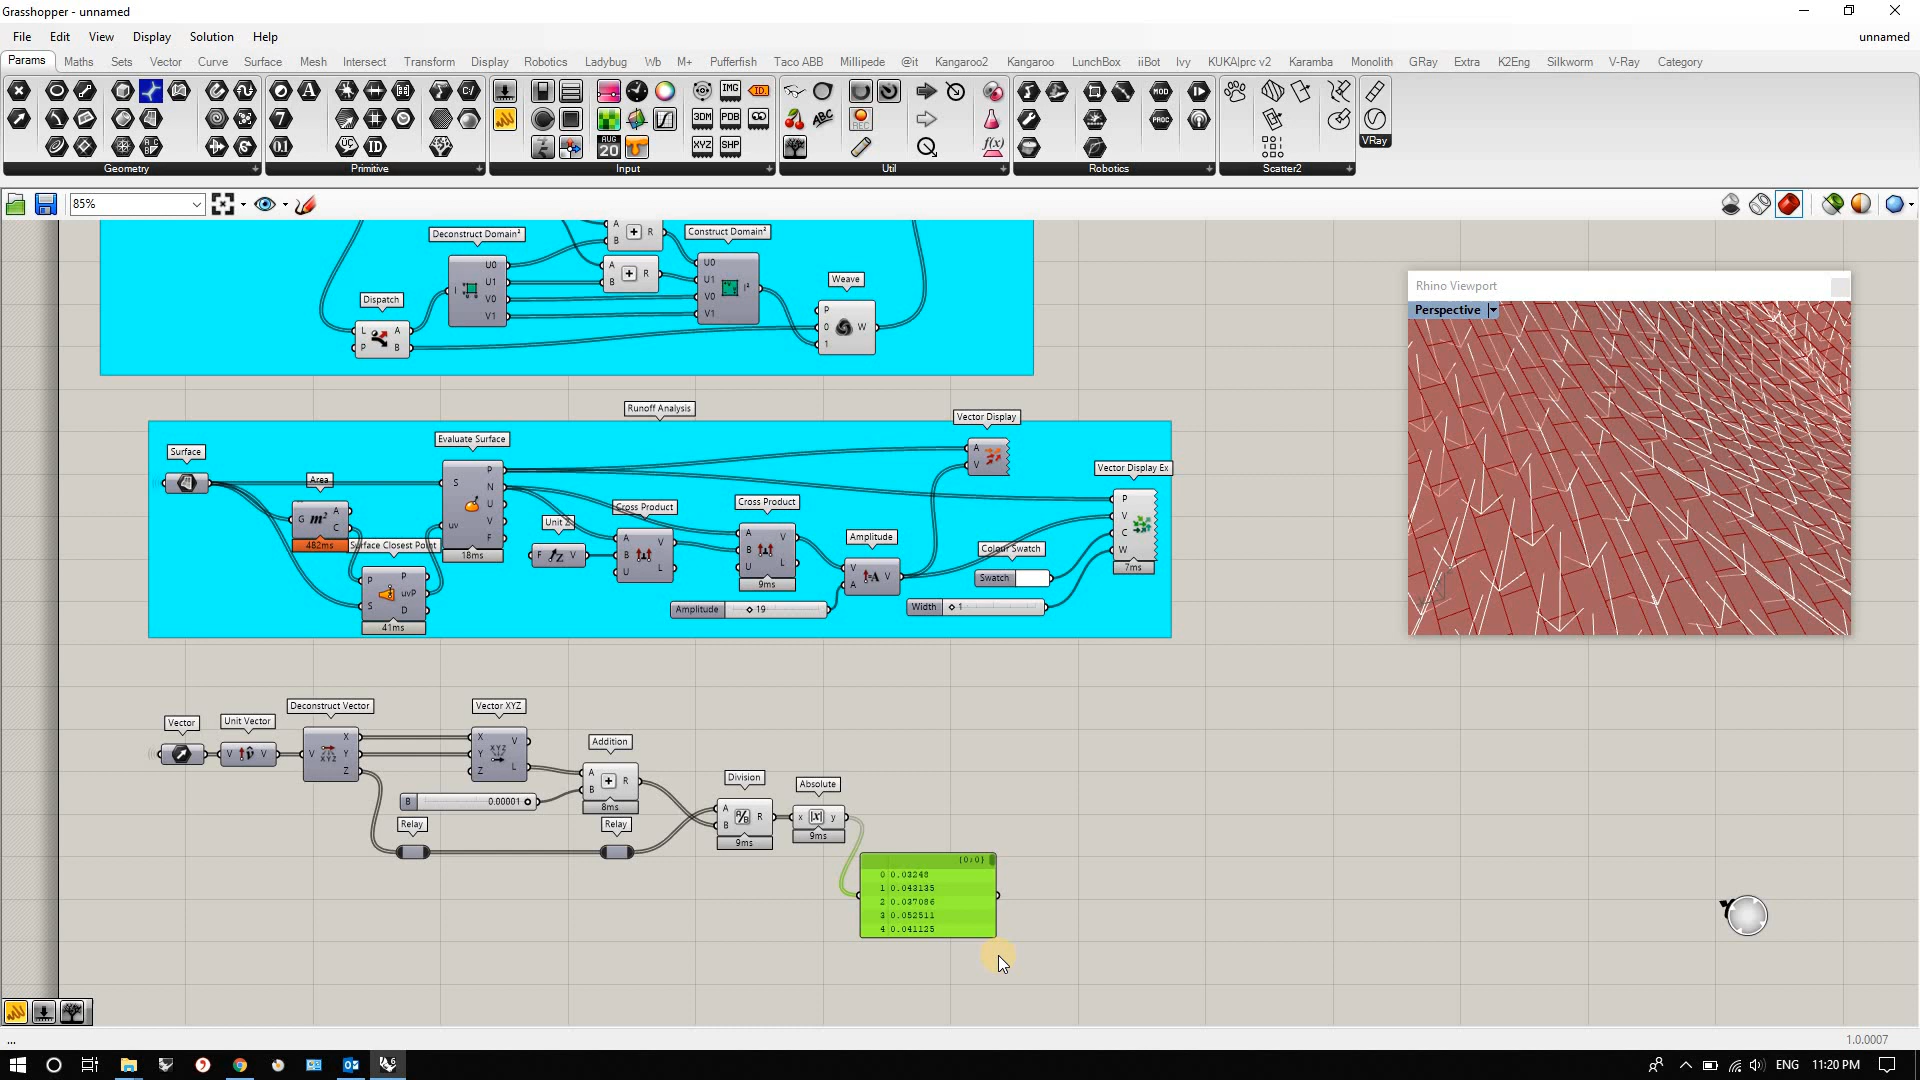 Grasshopper - unnamed
File Edit View Display Solution Help
unnamed
Params Maths Sets Vector Curve Surface Mesh Intersect Transform Display Robotics Ladybug Wb M+ Pufferfish Taco ABB Millipede @it Kangaroo2 Kangaroo LunchBox iiBot Ivy KUKA|prc v2 Karamba Monolith GRay Extra K2Eng Silkworm V-Ray Category
Geometry Primitive Input Util Robotics Scatter2 VRay
85%
Deconstruct Domain²
Construct Domain²
Dispatch
Weave
Rhino Viewport
Perspective
Runoff Analysis
Vector Display
Surface
Evaluate Surface
Area
482ms
Vector Display Ex
Unit Z
Cross Product
Cross Product
Surface Closest Point
18ms
Amplitude
Colour Swatch
Swatch
7ms
9ms
Amplitude 19
Width 1
41ms
Vector
Unit Vector
Deconstruct Vector
Vector XYZ
Addition
B 0.00001
8ms
Relay
Relay
Division
Absolute
9ms
9ms
{0;0}
0 0.03248
1 0.043135
2 0.037086
3 0.052511
4 0.041125
...
1.0.0007
ENG 11:20 PM